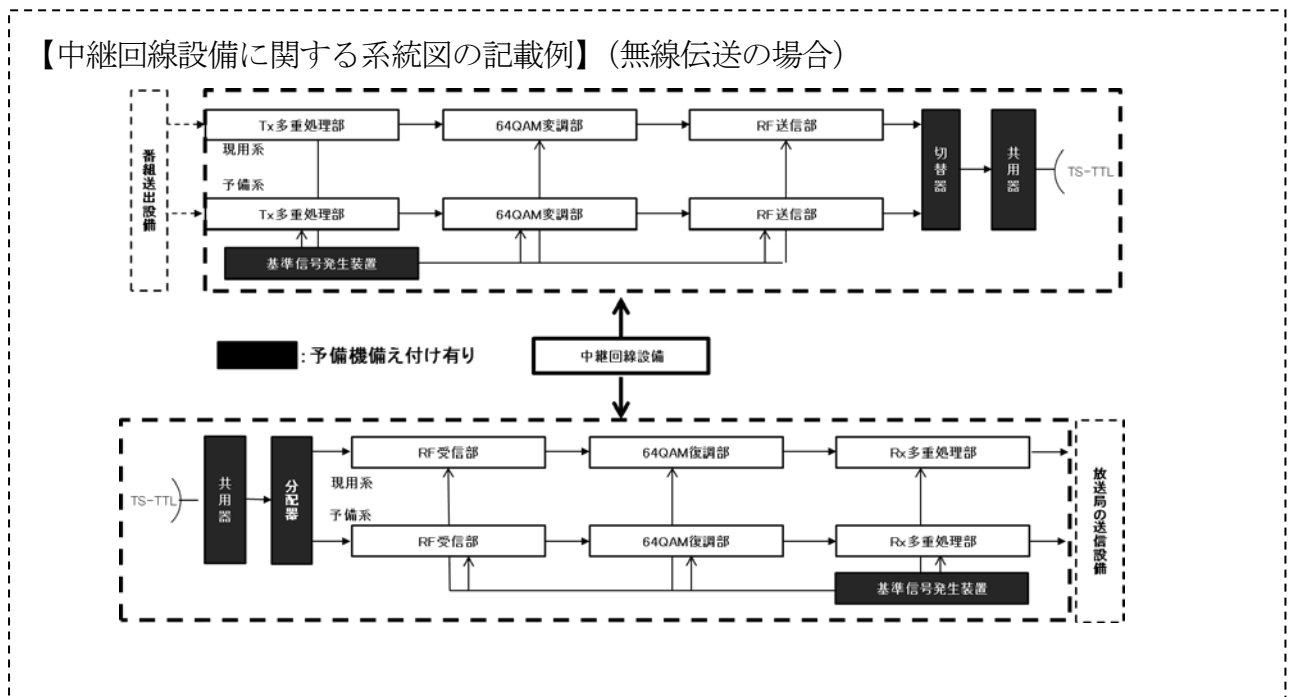 【中継回線設備に関する系統図の記載例】（無線伝送の場合）
番組送出設備
Tx多重処理部
64QAM変調部
RF送信部
現用系
予備系
Tx多重処理部
64QAM変調部
RF送信部
基準信号発生装置
切替器
共用器
TS-TTL
:予備機備え付け有り
中継回線設備
TS-TTL
共用器
分配器
RF受信部
64QAM復調部
Rx多重処理部
現用系
予備系
RF受信部
64QAM復調部
Rx多重処理部
基準信号発生装置
放送局の送信設備